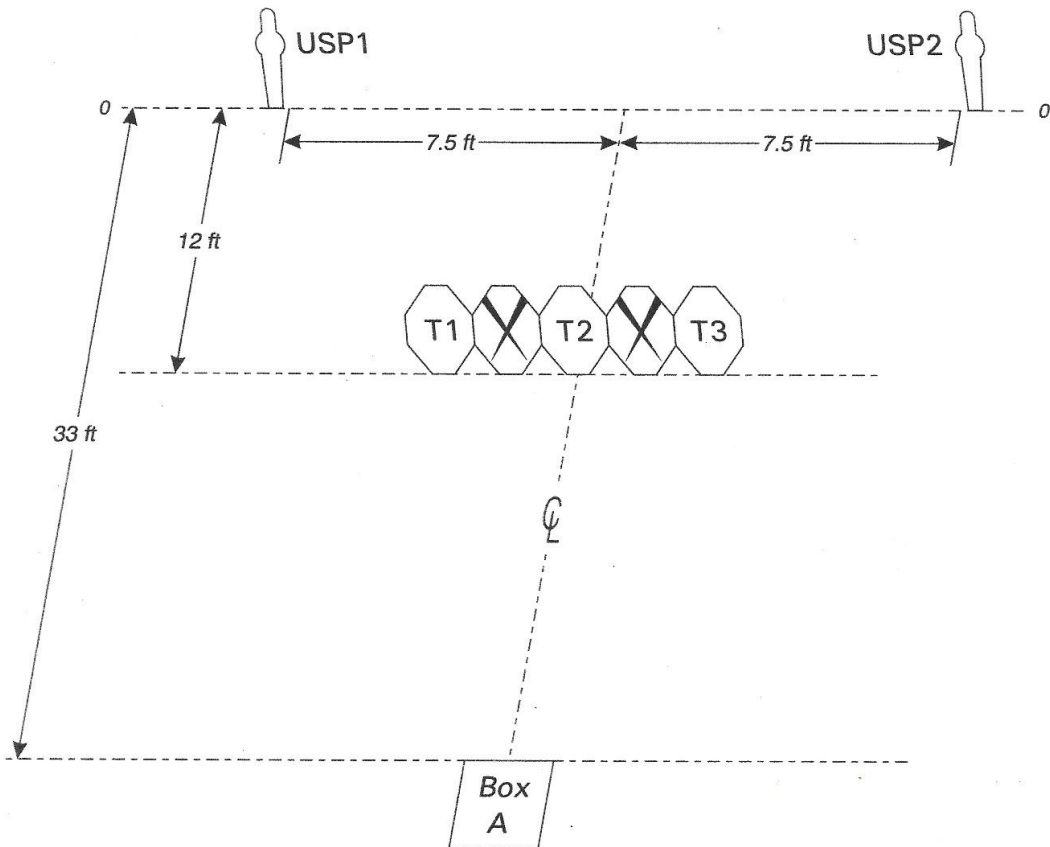 USP1 USP2
0 0
7.5 ft 7.5 ft
12 ft
T1 T2 T3
33 ft
℄
Box
A